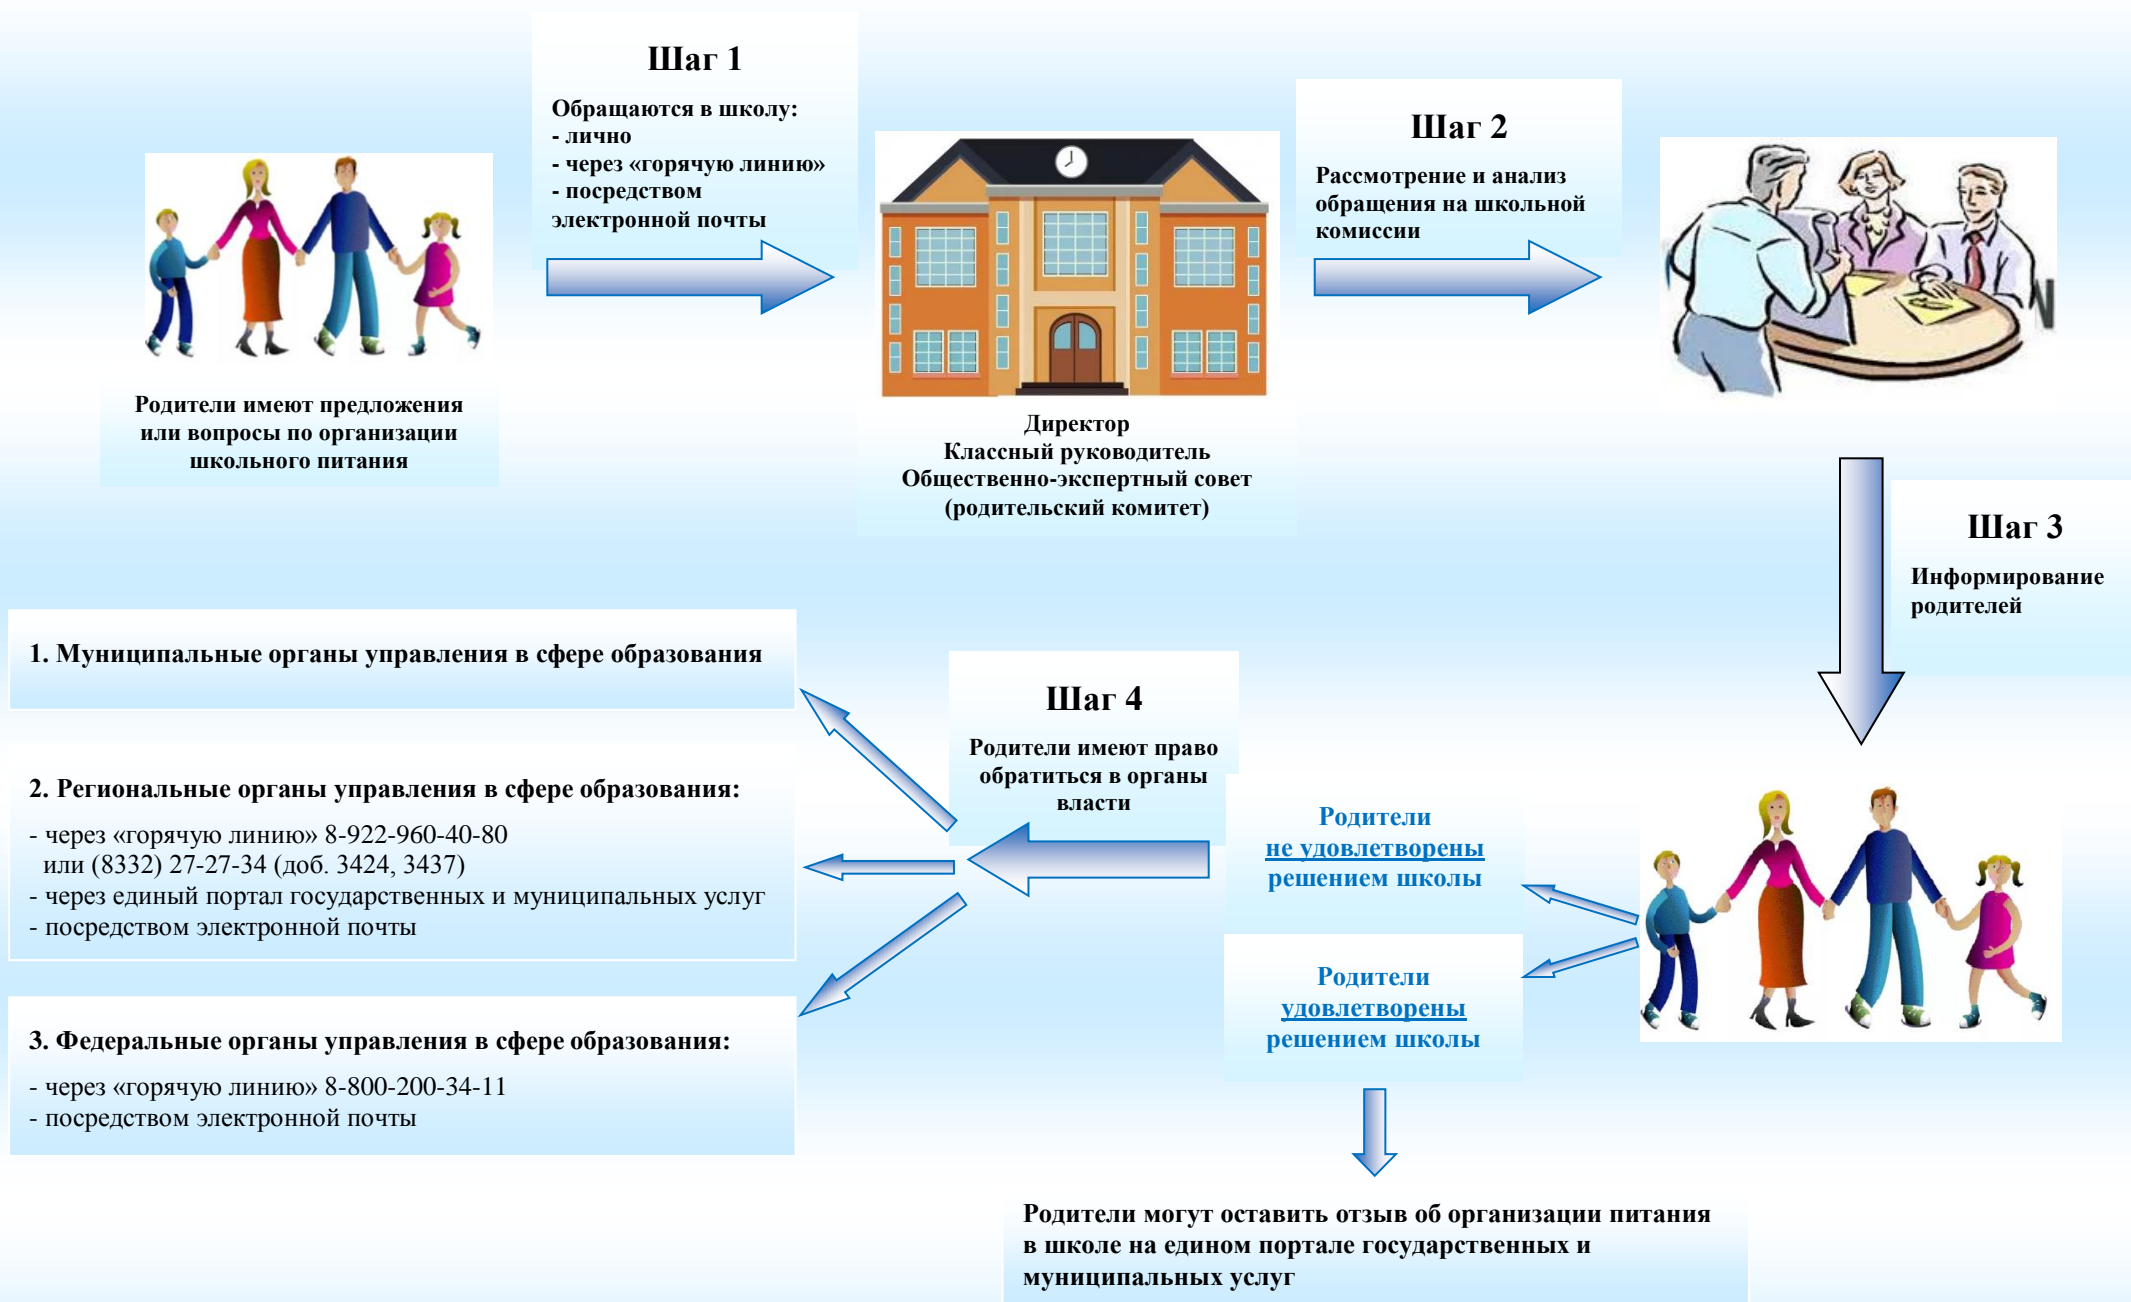 Шаг 1
Обращаются в школу:
- лично
- через «горячую линию»
- посредством
электронной почты
Шаг 2
Рассмотрение и анализ
обращения на школьной
комиссии
Родители имеют предложения
или вопросы по организации
школьного питания
Директор
Классный руководитель
Общественно-экспертный совет
(родительский комитет)
Шаг 3
Информирование
родителей
1. Муниципальные органы управления в сфере образования
Шаг 4
Родители имеют право
обратиться в органы
власти
2. Региональные органы управления в сфере образования:
- через «горячую линию» 8-922-960-40-80
или (8332) 27-27-34 (доб. 3424, 3437)
- через единый портал государственных и муниципальных услуг
- посредством электронной почты
Родители
не удовлетворены
решением школы
Родители
удовлетворены
решением школы
3. Федеральные органы управления в сфере образования:
- через «горячую линию» 8-800-200-34-11
- посредством электронной почты
Родители могут оставить отзыв об организации питания
в школе на едином портале государственных и
муниципальных услуг